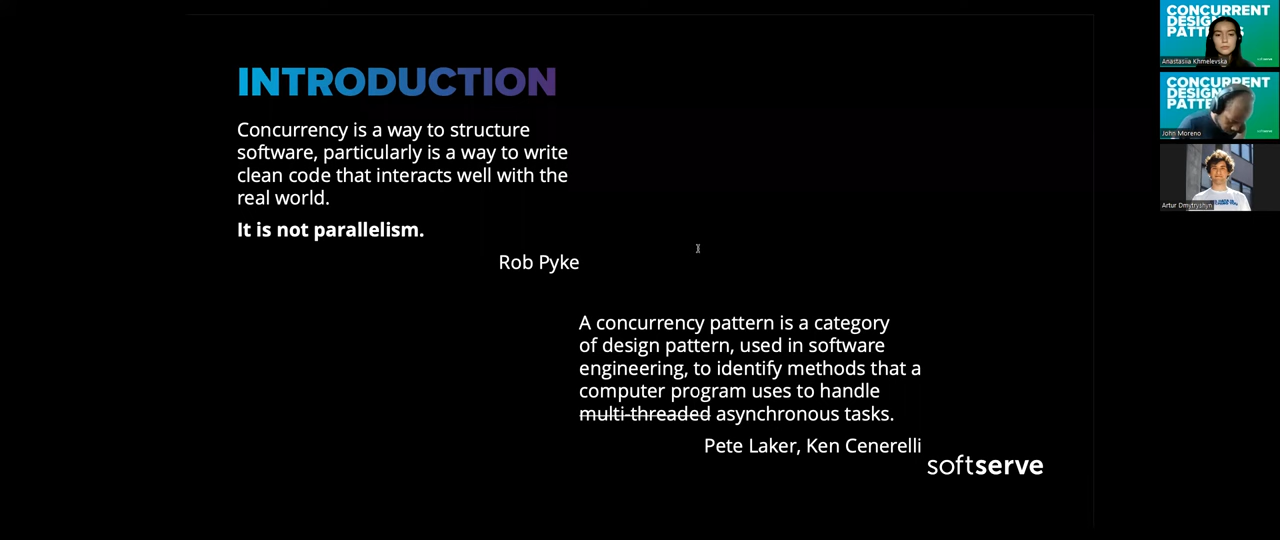 INTRODUCTION
Concurrency is a way to structure
software, particularly is a way to write
clean code that interacts well with the
real world.
It is not parallelism.
Rob Pyke
A concurrency pattern is a category
of design pattern, used in software
engineering, to identify methods that a
computer program uses to handle
multi-threaded asynchronous tasks.
Pete Laker, Ken Cenerelli
softserve
CONCURRENT
DESIGN
PATTERNS
Anastasiia Khmelevska
CONCURRENT
DESIGN
PATTE
John Moreno
Artur Dmytryshyn